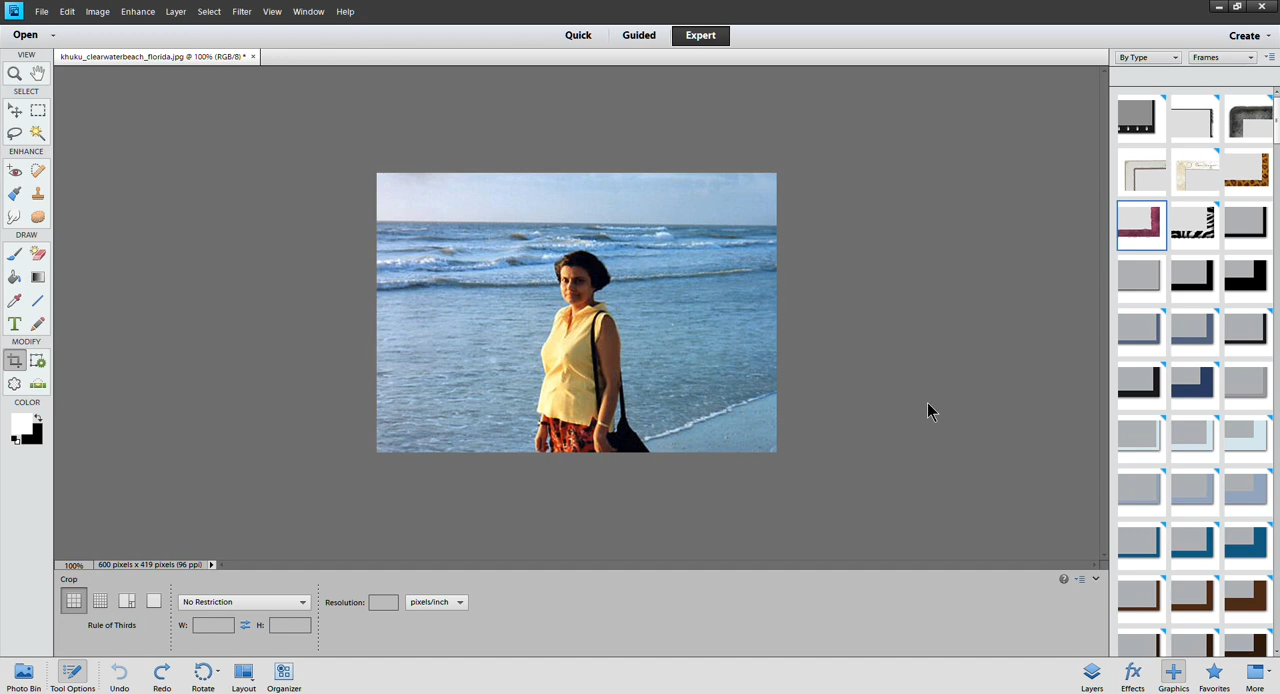 File Edit Image Enhance Layer Select Filter View Window Help
Open Quick Guided Expert Create
VIEW
khuku_clearwaterbeach_florida.jpg @ 100% (RGB/8) * ×
By Type Frames
SELECT
ENHANCE
DRAW
T
MODIFY
COLOR
100% 600 pixels x 419 pixels (96 ppi)
Crop
No Restriction Resolution: pixels/inch
Rule of Thirds W: H:
Photo Bin Tool Options Undo Redo Rotate Layout Organizer Layers Effects Graphics Favorites More